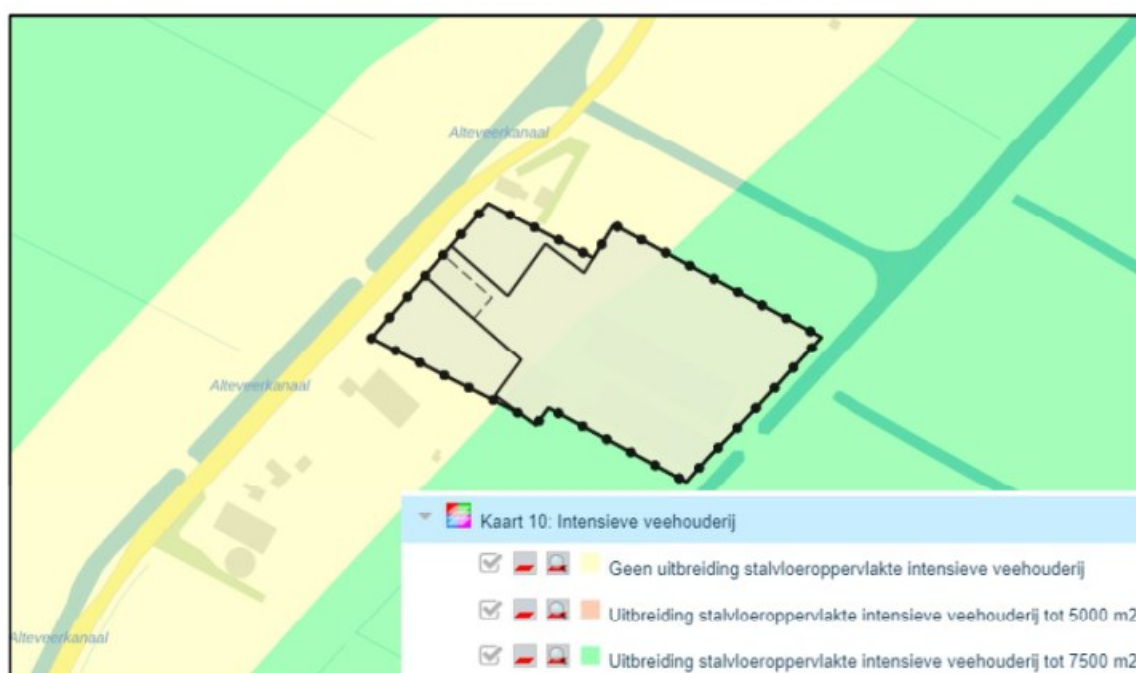 Alteveerkanaal
Alteveerkanaal
Alteveerkanaal
Kaart 10: Intensieve veehouderij
Geen uitbreiding stalvloeroppervlakte intensieve veehouderij
Uitbreiding stalvloeroppervlakte intensieve veehouderij tot 5000 m2
Uitbreiding stalvloeroppervlakte intensieve veehouderij tot 7500 m2